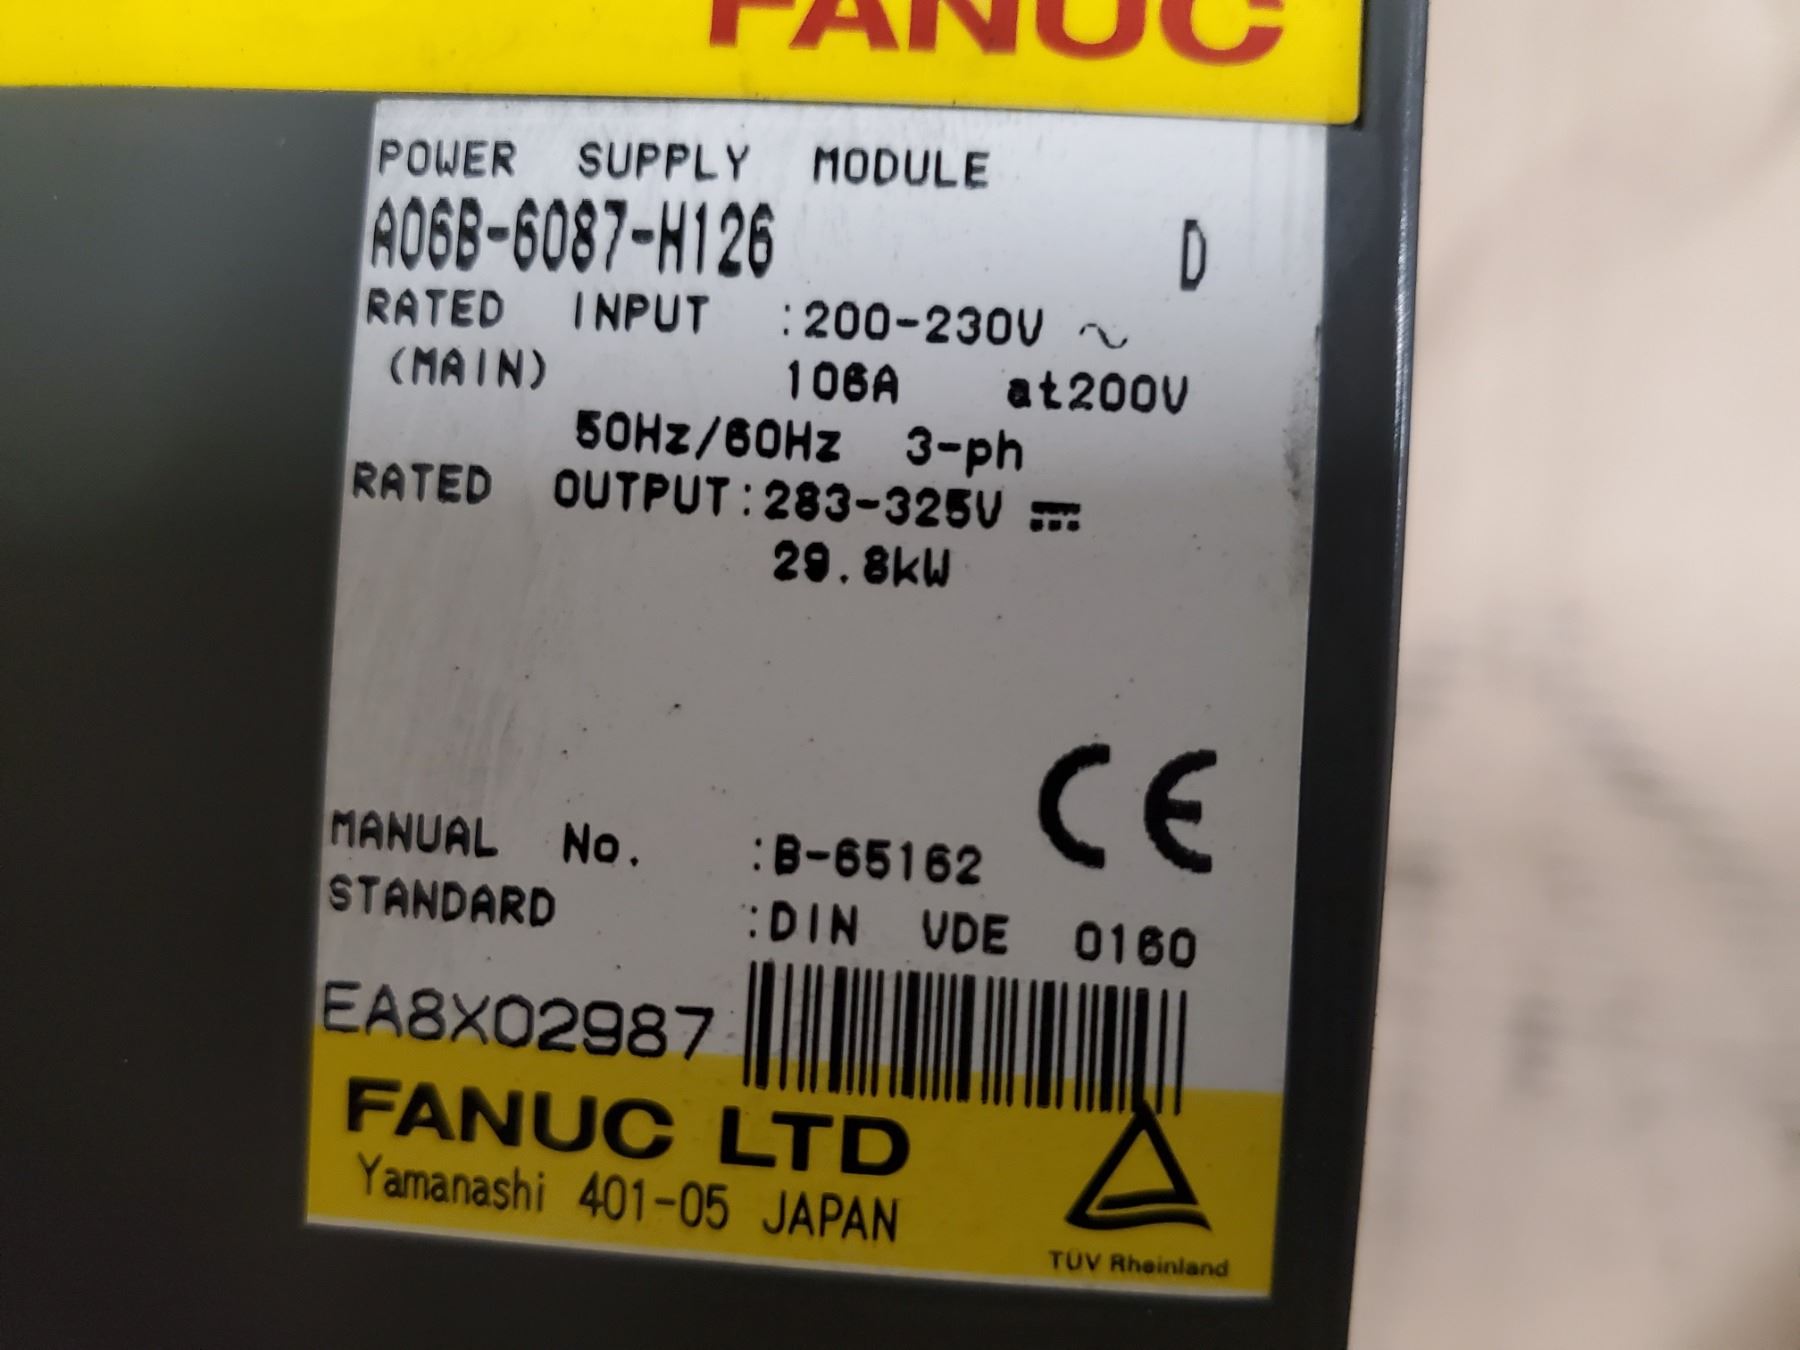 FANUC
POWER SUPPLY MODULE
A06B-6087-H126 D
RATED INPUT :200-230V ~
(MAIN) 106A at200V
50Hz/60Hz 3-ph
RATED OUTPUT:283-325V ⎓
29.8kW
CE
MANUAL No. :B-65162
STANDARD :DIN VDE 0160
EA8X02987
FANUC LTD
Yamanashi 401-05 JAPAN
TÜV Rheinland